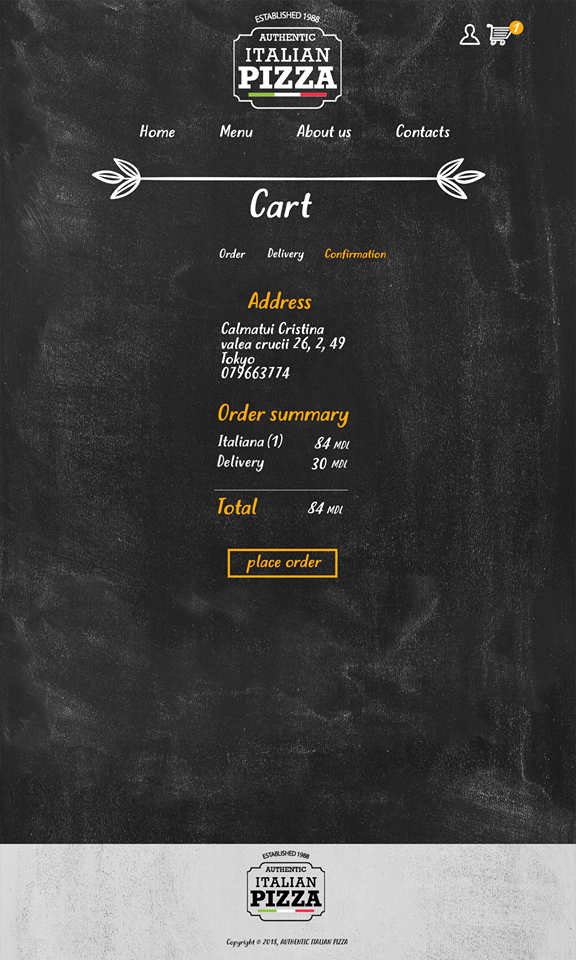 ESTABLISHED 1988
AUTHENTIC
ITALIAN
PIZZA
1
Home Menu About us Contacts
Cart
Order Delivery Confirmation
Address
Calmatui Cristina
valea crucii 26, 2, 49
Tokyo
079663774
Order summary
Italiana (1) 84 MDL
Delivery 30 MDL
Total 84 MDL
place order
ESTABLISHED 1988
AUTHENTIC
ITALIAN
PIZZA
Copyright © 2018, AUTHENTIC ITALIAN PIZZA